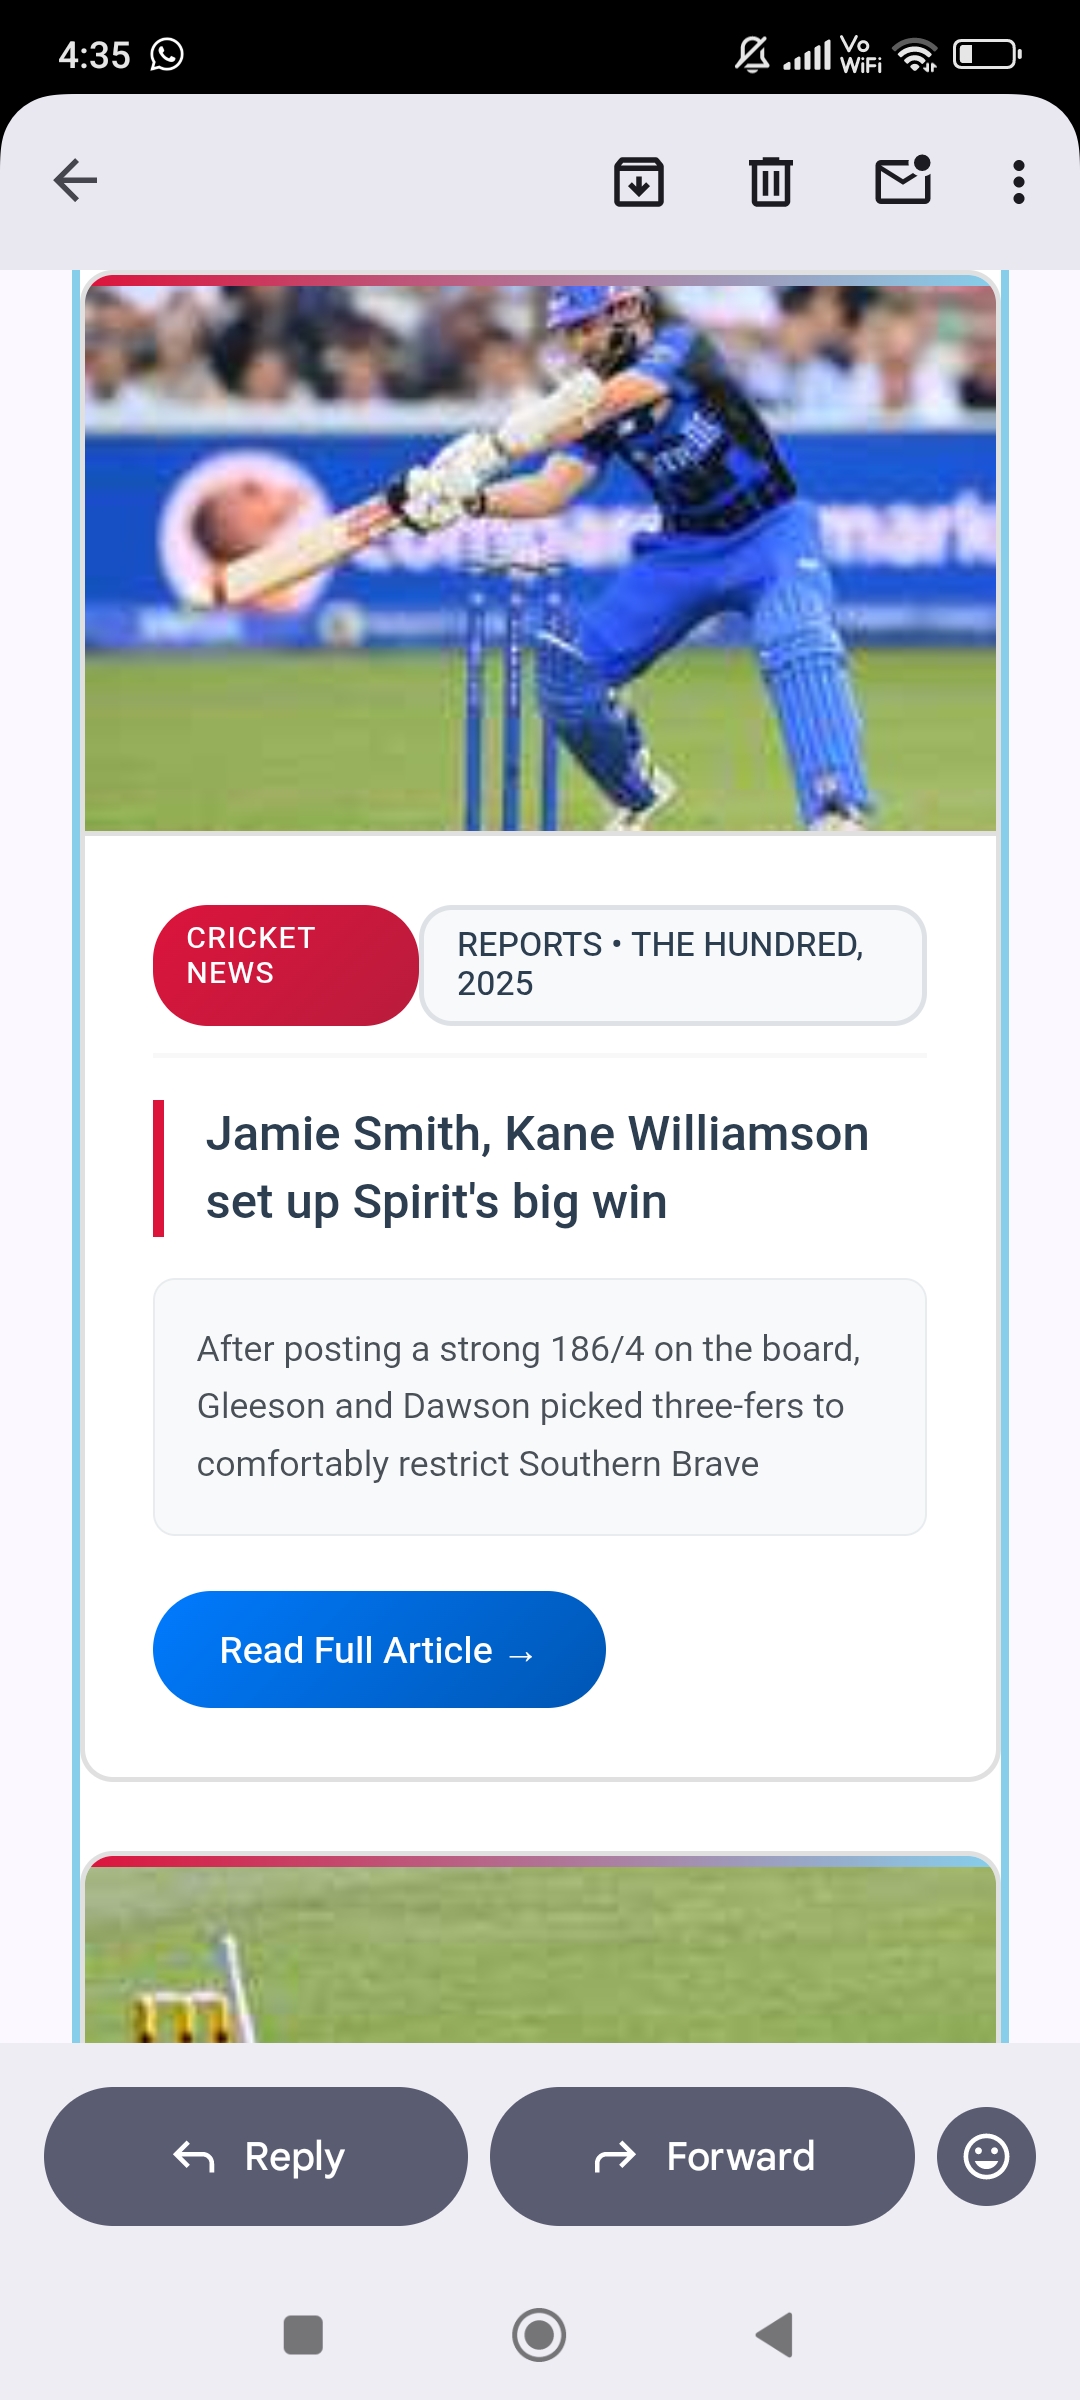 4:35
Vo
WiFi
mark
CRICKET
NEWS
REPORTS • THE HUNDRED,
2025
Jamie Smith, Kane Williamson
set up Spirit's big win
After posting a strong 186/4 on the board,
Gleeson and Dawson picked three-fers to
comfortably restrict Southern Brave
Read Full Article →
Reply
Forward